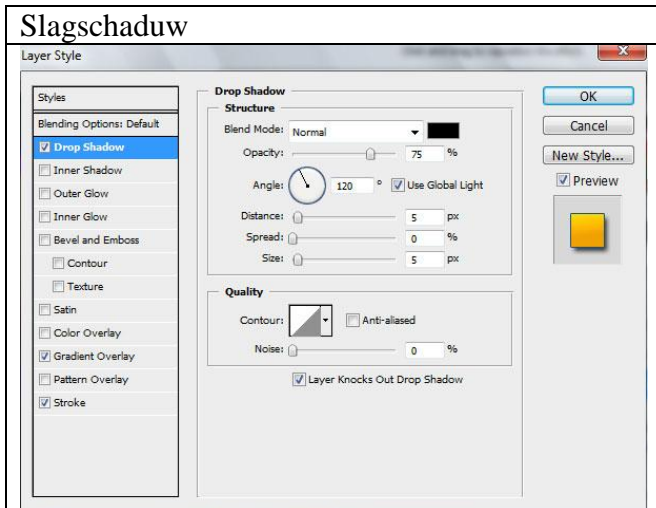 Slagschaduw
Layer Style
Styles
Blending Options: Default
Drop Shadow
Inner Shadow
Outer Glow
Inner Glow
Bevel and Emboss
Contour
Texture
Satin
Color Overlay
Gradient Overlay
Pattern Overlay
Stroke
Drop Shadow
Structure
Blend Mode: Normal
Opacity: 75 %
Angle: 120 ° Use Global Light
Distance: 5 px
Spread: 0 %
Size: 5 px
Quality
Contour: Anti-aliased
Noise: 0 %
Layer Knocks Out Drop Shadow
OK
Cancel
New Style...
Preview